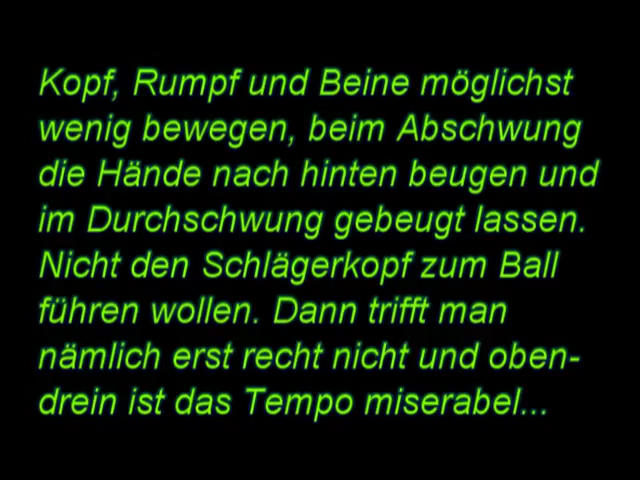 Kopf, Rumpf und Beine möglichst
wenig bewegen, beim Abschwung
die Hände nach hinten beugen und
im Durchschwung gebeugt lassen.
Nicht den Schlägerkopf zum Ball
führen wollen. Dann trifft man
nämlich erst recht nicht und oben-
drein ist das Tempo miserabel...